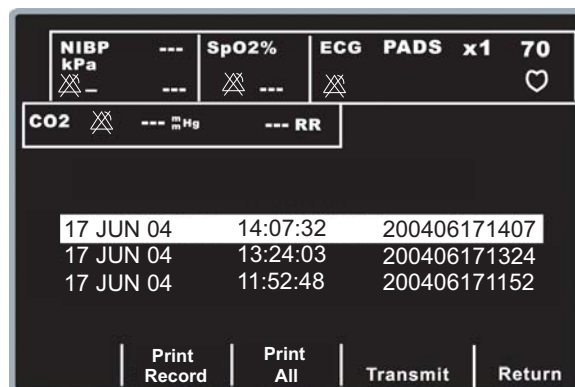 NIBP --- SpO2% ECG PADS x1 70
kPa
– --- ---
CO2 --- mmHg --- RR
17 JUN 04 14:07:32 200406171407
17 JUN 04 13:24:03 200406171324
17 JUN 04 11:52:48 200406171152
Print Record Print All Transmit Return